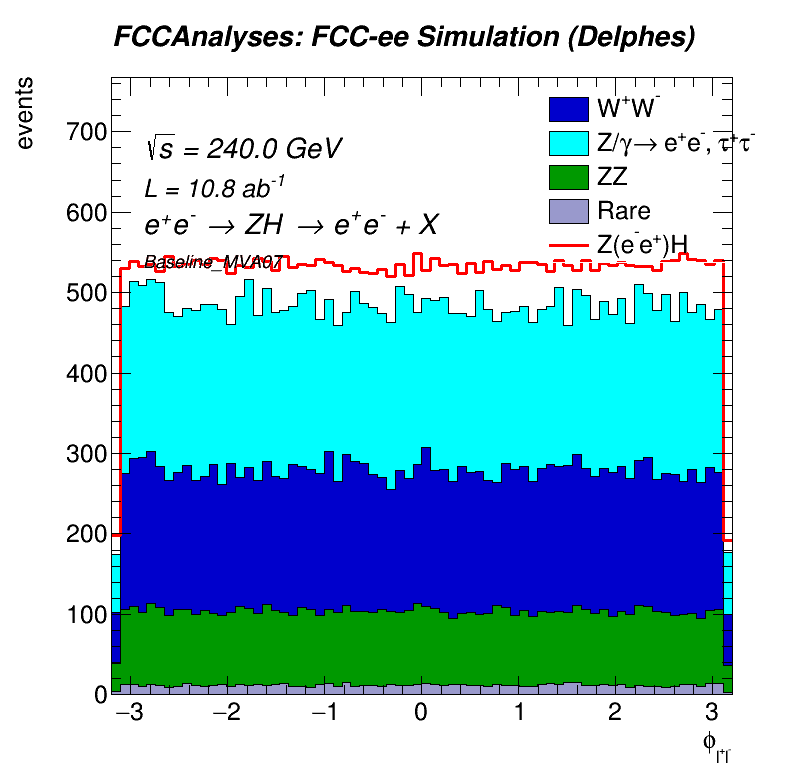 FCCAnalyses: FCC-ee Simulation (Delphes)
events
√s = 240.0 GeV
L = 10.8 ab⁻¹
e⁺e⁻ → ZH → e⁺e⁻ + X
Baseline_MVA07
W⁺W⁻
Z/γ→ e⁺e⁻, τ⁺τ⁻
ZZ
Rare
Z(e⁻e⁺)H
700
600
500
400
300
200
100
0
−3 −2 −1 0 1 2 3
ϕ_l⁺l⁻